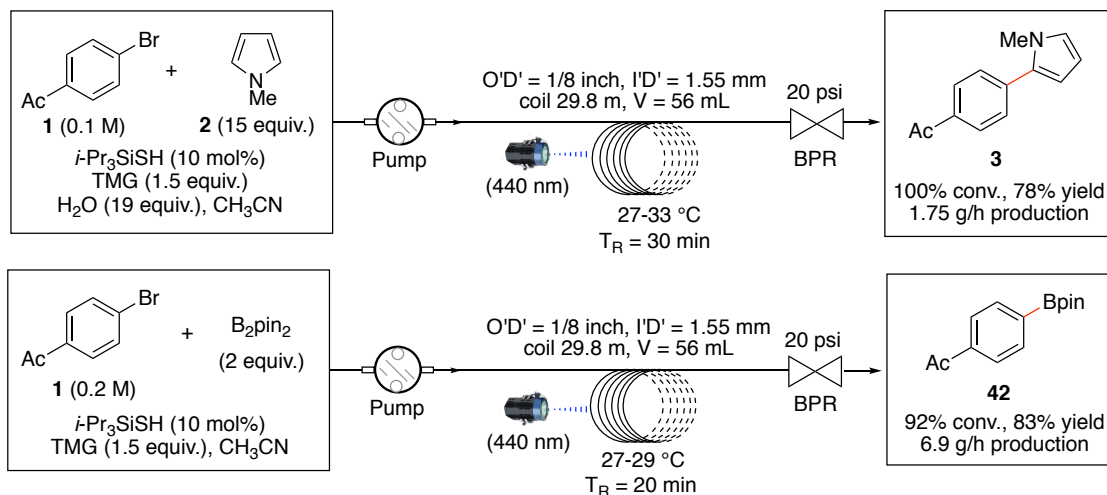 Br
Ac
+
N
Me
1 (0.1 M)
2 (15 equiv.)
i-Pr₃SiSH (10 mol%)
TMG (1.5 equiv.)
H₂O (19 equiv.), CH₃CN
Pump
O'D' = 1/8 inch, I'D' = 1.55 mm
coil 29.8 m, V = 56 mL
(440 nm)
27-33 °C
T_R = 30 min
20 psi
BPR
Me
N
Ac
3
100% conv., 78% yield
1.75 g/h production
Br
Ac
+
B₂pin₂
(2 equiv.)
1 (0.2 M)
i-Pr₃SiSH (10 mol%)
TMG (1.5 equiv.), CH₃CN
Pump
O'D' = 1/8 inch, I'D' = 1.55 mm
coil 29.8 m, V = 56 mL
(440 nm)
27-29 °C
T_R = 20 min
20 psi
BPR
Bpin
Ac
42
92% conv., 83% yield
6.9 g/h production